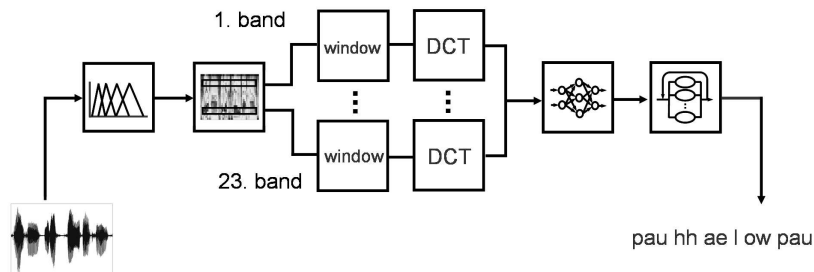 1. band
window
DCT
window
DCT
23. band
pau hh ae l ow pau